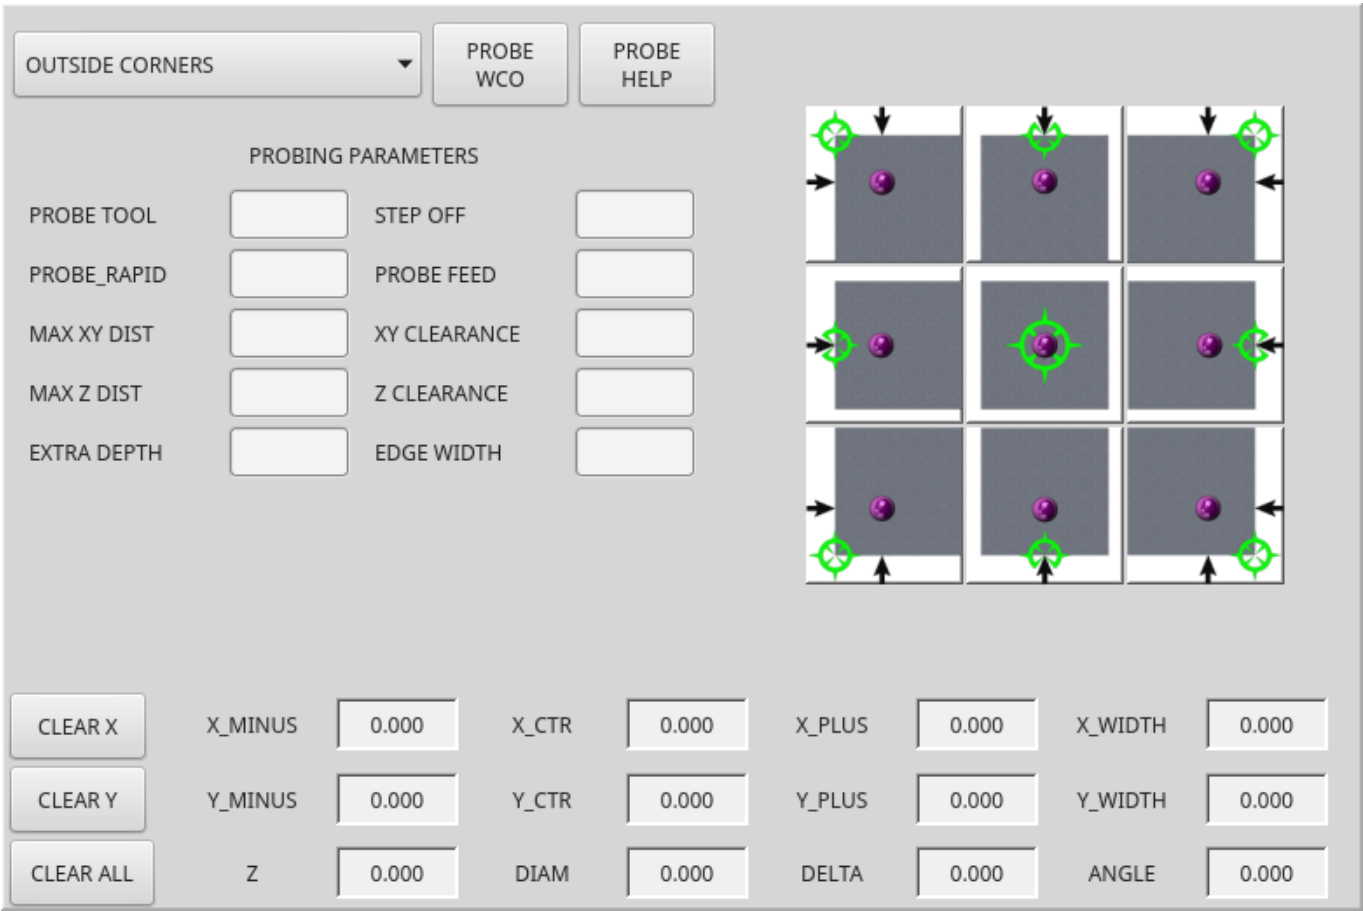 OUTSIDE CORNERS
PROBE
WCO
PROBE
HELP
PROBING PARAMETERS
PROBE TOOL
STEP OFF
PROBE_RAPID
PROBE FEED
MAX XY DIST
XY CLEARANCE
MAX Z DIST
Z CLEARANCE
EXTRA DEPTH
EDGE WIDTH
CLEAR X
X_MINUS
0.000
X_CTR
0.000
X_PLUS
0.000
X_WIDTH
0.000
CLEAR Y
Y_MINUS
0.000
Y_CTR
0.000
Y_PLUS
0.000
Y_WIDTH
0.000
CLEAR ALL
Z
0.000
DIAM
0.000
DELTA
0.000
ANGLE
0.000